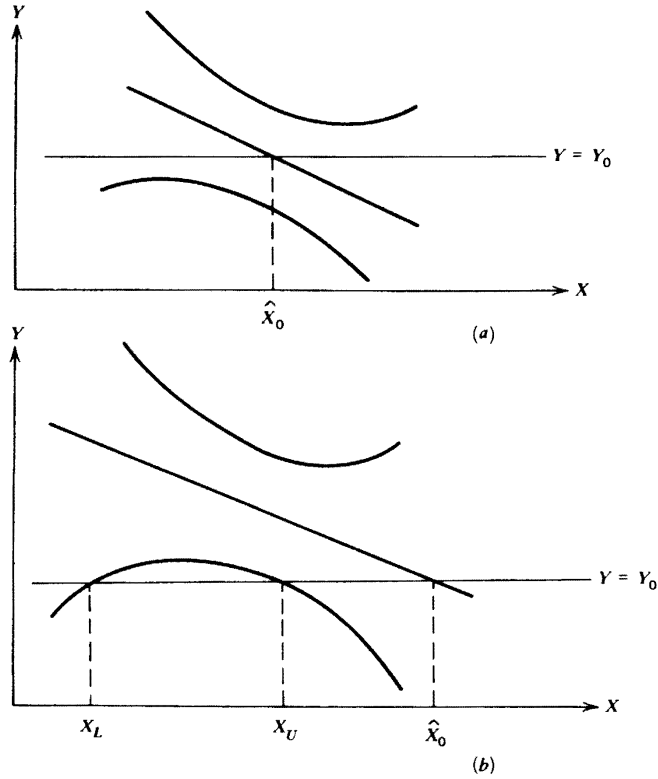 Y
Y = Y₀
X
X̂₀
(a)
Y
Y = Y₀
X
X_L
X_U
X̂₀
(b)